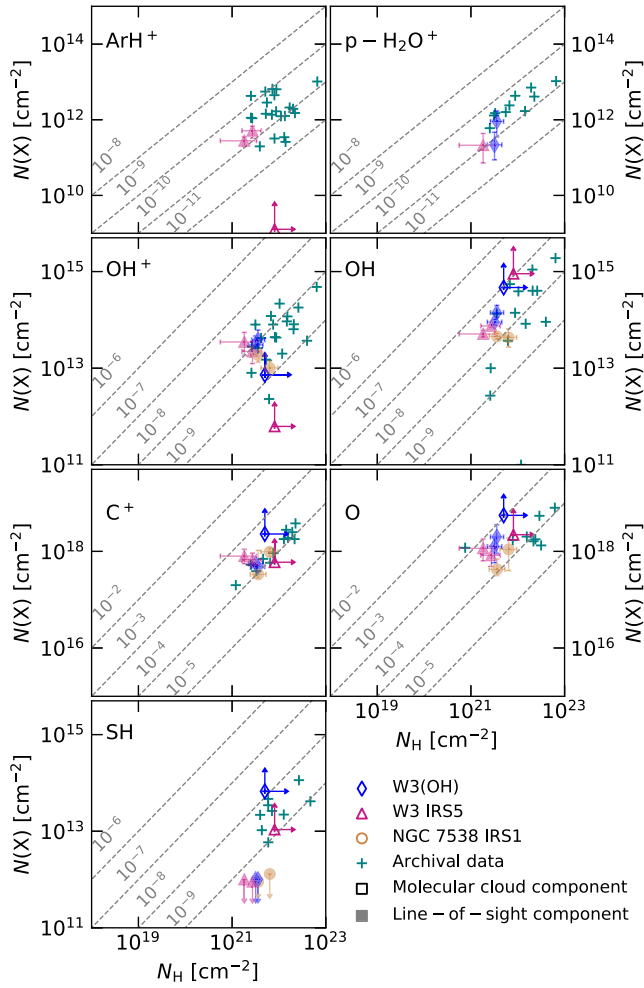 ArH⁺
p − H₂O⁺
N(X) [cm⁻²]
10¹⁴
10¹²
10¹⁰
10⁻⁸
10⁻⁹
10⁻¹⁰
10⁻¹¹
10⁻⁸
10⁻⁹
10⁻¹⁰
10⁻¹¹
10¹⁴
10¹²
10¹⁰
N(X) [cm⁻²]
OH⁺
OH
N(X) [cm⁻²]
10¹⁵
10¹³
10¹¹
10⁻⁶
10⁻⁷
10⁻⁸
10⁻⁹
10⁻⁶
10⁻⁷
10⁻⁸
10⁻⁹
10¹⁵
10¹³
10¹¹
N(X) [cm⁻²]
C⁺
O
N(X) [cm⁻²]
10¹⁸
10¹⁶
10⁻²
10⁻³
10⁻⁴
10⁻⁵
10⁻²
10⁻³
10⁻⁴
10⁻⁵
10¹⁸
10¹⁶
N(X) [cm⁻²]
10¹⁹ 10²¹ 10²³
N_H [cm⁻²]
SH
N(X) [cm⁻²]
10¹⁵
10¹³
10¹¹
10⁻⁶
10⁻⁷
10⁻⁸
10⁻⁹
10¹⁹ 10²¹ 10²³
N_H [cm⁻²]
W3(OH)
W3 IRS5
NGC 7538 IRS1
Archival data
Molecular cloud component
Line − of − sight component